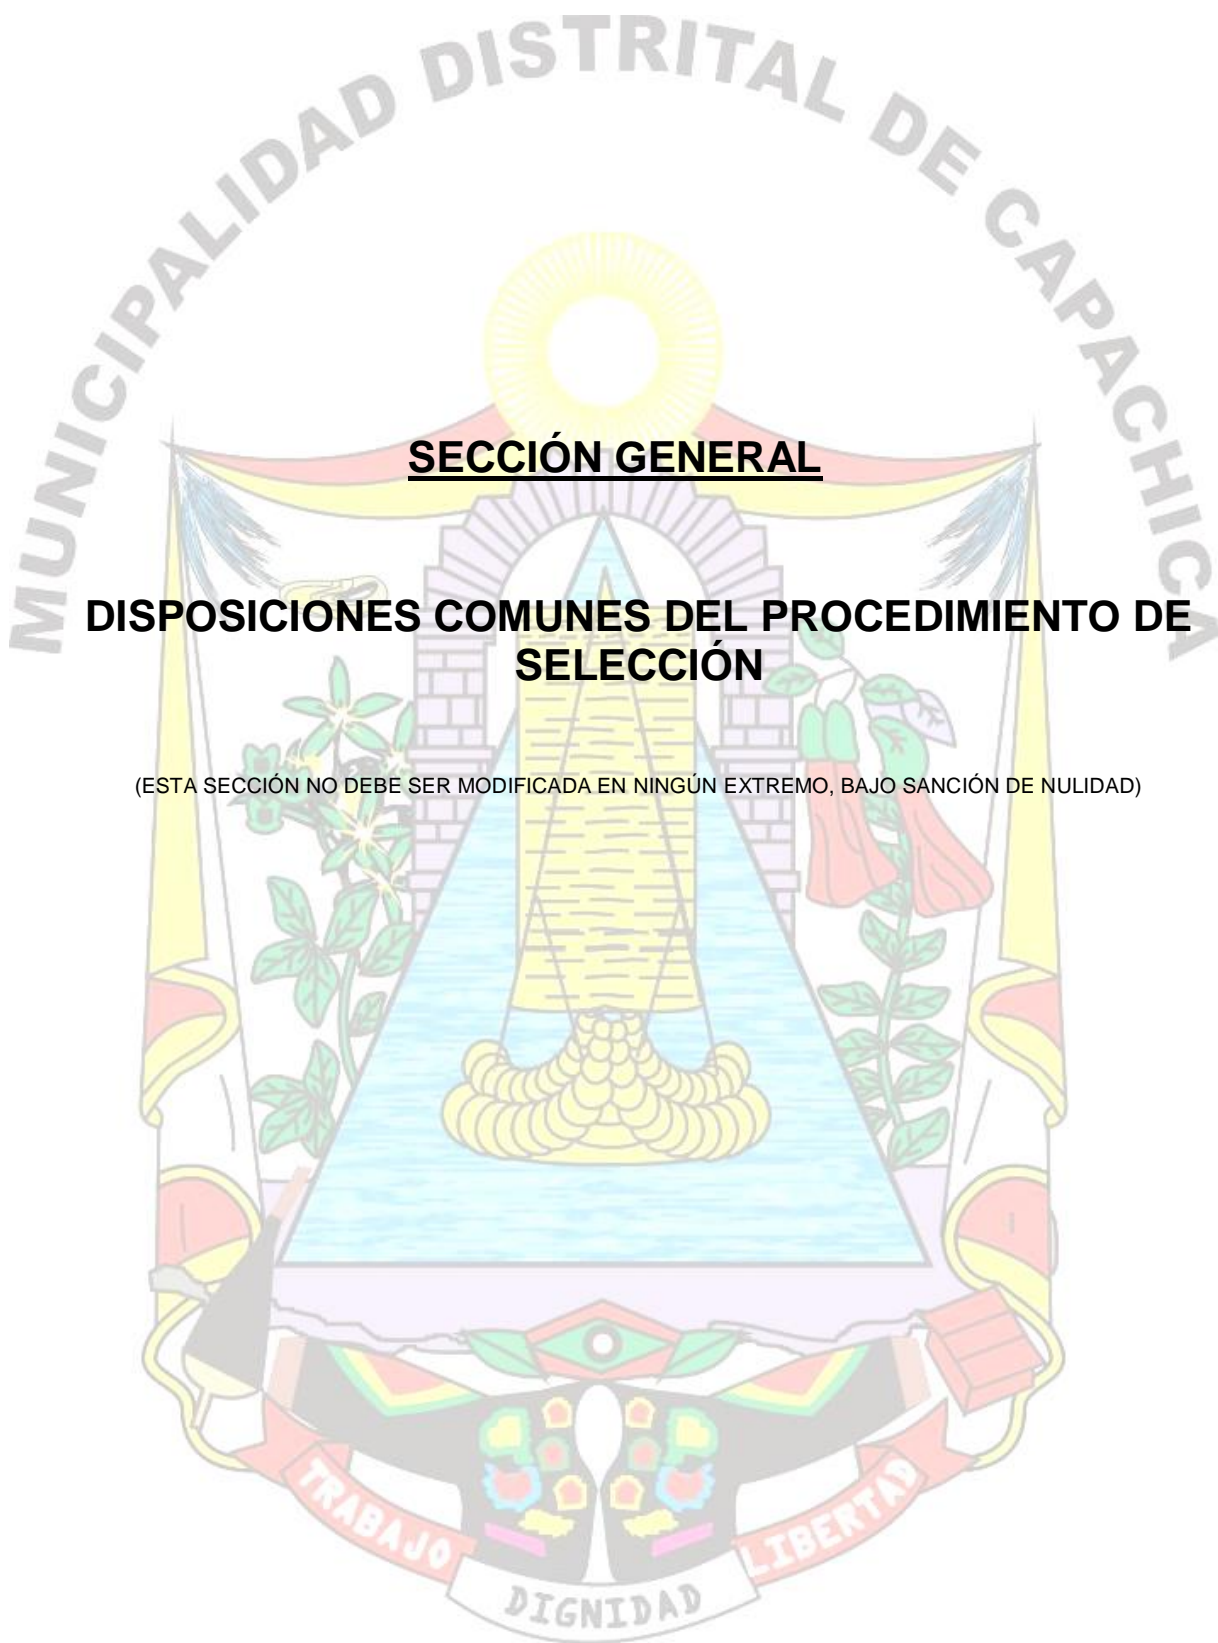 MUNICIPALIDAD DISTRITAL DE CAPACHICA
SECCIÓN GENERAL
DISPOSICIONES COMUNES DEL PROCEDIMIENTO DE
SELECCIÓN
(ESTA SECCIÓN NO DEBE SER MODIFICADA EN NINGÚN EXTREMO, BAJO SANCIÓN DE NULIDAD)
TRABAJO
DIGNIDAD
LIBERTAD